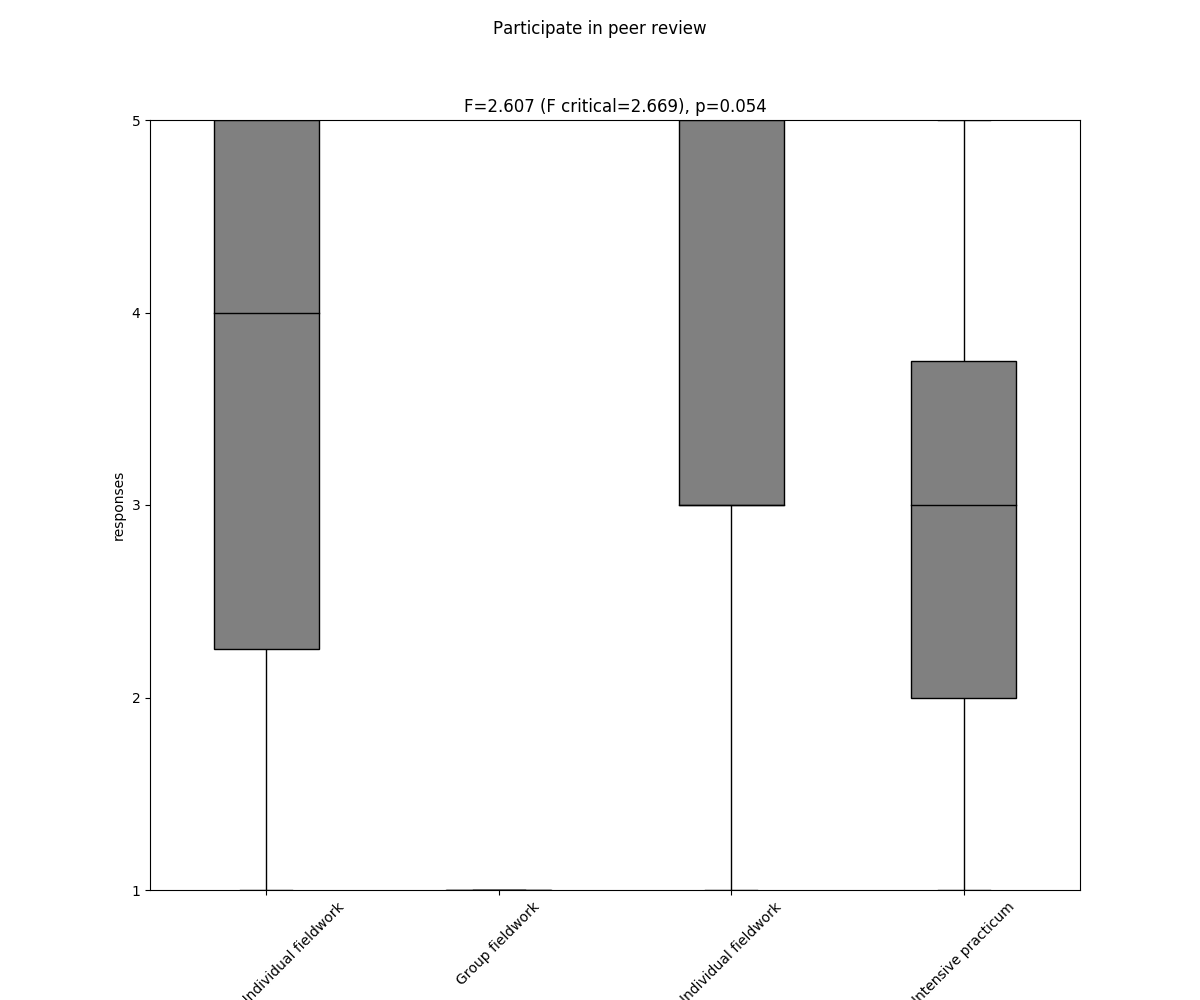 Participate in peer review
F=2.607 (F critical=2.669), p=0.054
5
4
3
2
1
responses
Individual fieldwork
Group fieldwork
Individual fieldwork
Intensive practicum